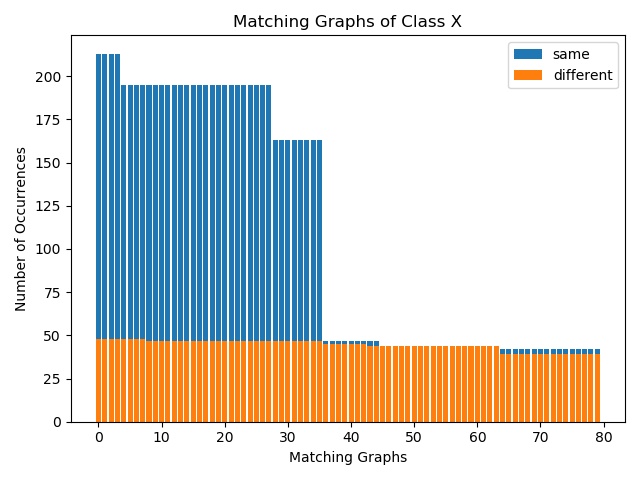 Matching Graphs of Class X
same
different
Number of Occurrences
200
175
150
125
100
75
50
25
0
0 10 20 30 40 50 60 70 80
Matching Graphs